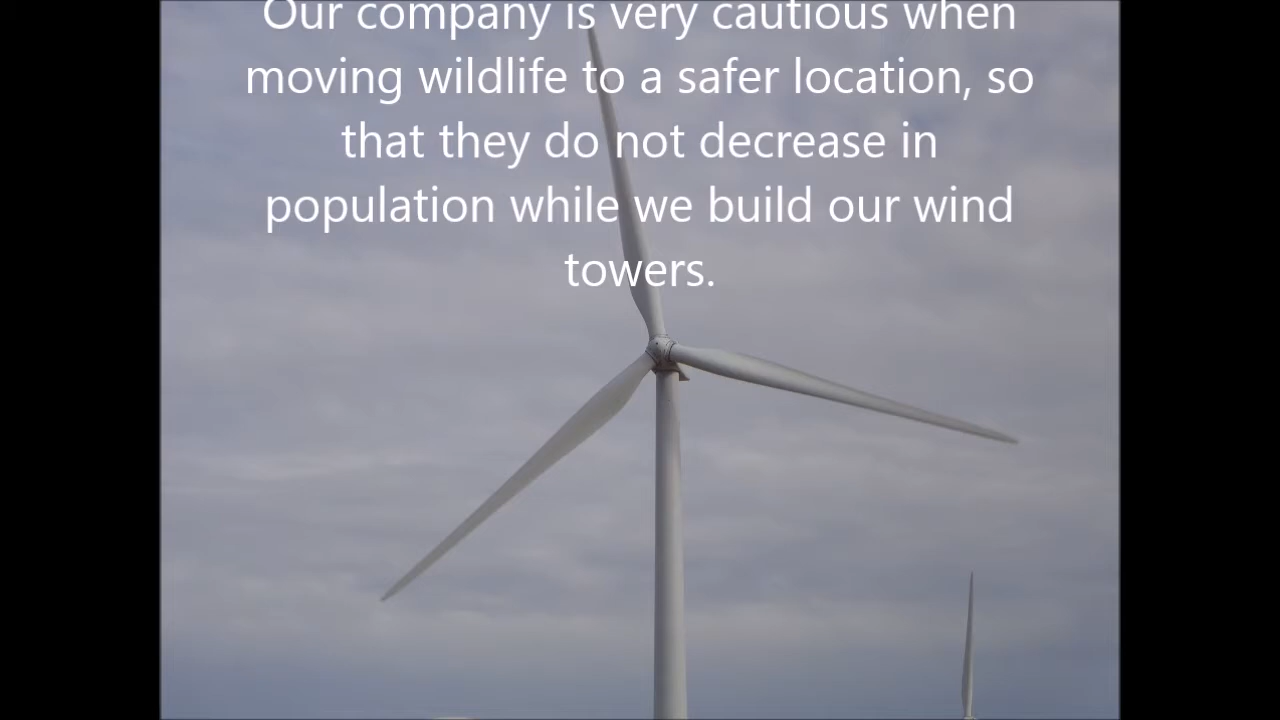 Our company is very cautious when
moving wildlife to a safer location, so
that they do not decrease in
population while we build our wind
towers.